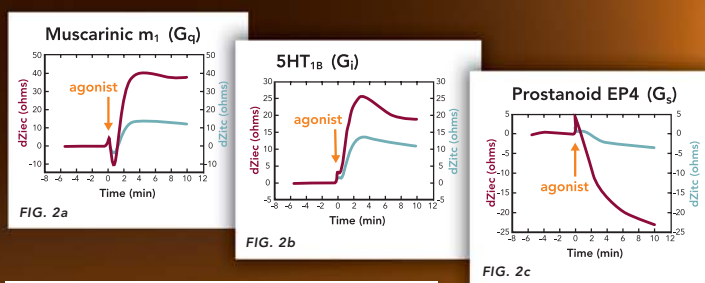 Muscarinic m1 (Gq)
50 50
40 40
30 30
20 20
10 10
0 0
-10 -10
-8 -6 -4 -2 0 2 4 6 8 10 12
agonist
dZiec (ohms)
dZitc (ohms)
Time (min)
FIG. 2a
5HT1B (Gi)
30 30
25 25
20 20
15 15
10 10
5 5
0 0
-5 -5
-8 -6 -4 -2 0 2 4 6 8 10 12
agonist
dZiec (ohms)
dZitc (ohms)
Time (min)
FIG. 2b
Prostanoid EP4 (Gs)
5 5
0 0
-5 -5
-10 -10
-15 -15
-20 -20
-25 -25
-8 -6 -4 -2 0 2 4 6 8 10 12
agonist
dZiec (ohms)
dZitc (ohms)
Time (min)
FIG. 2c